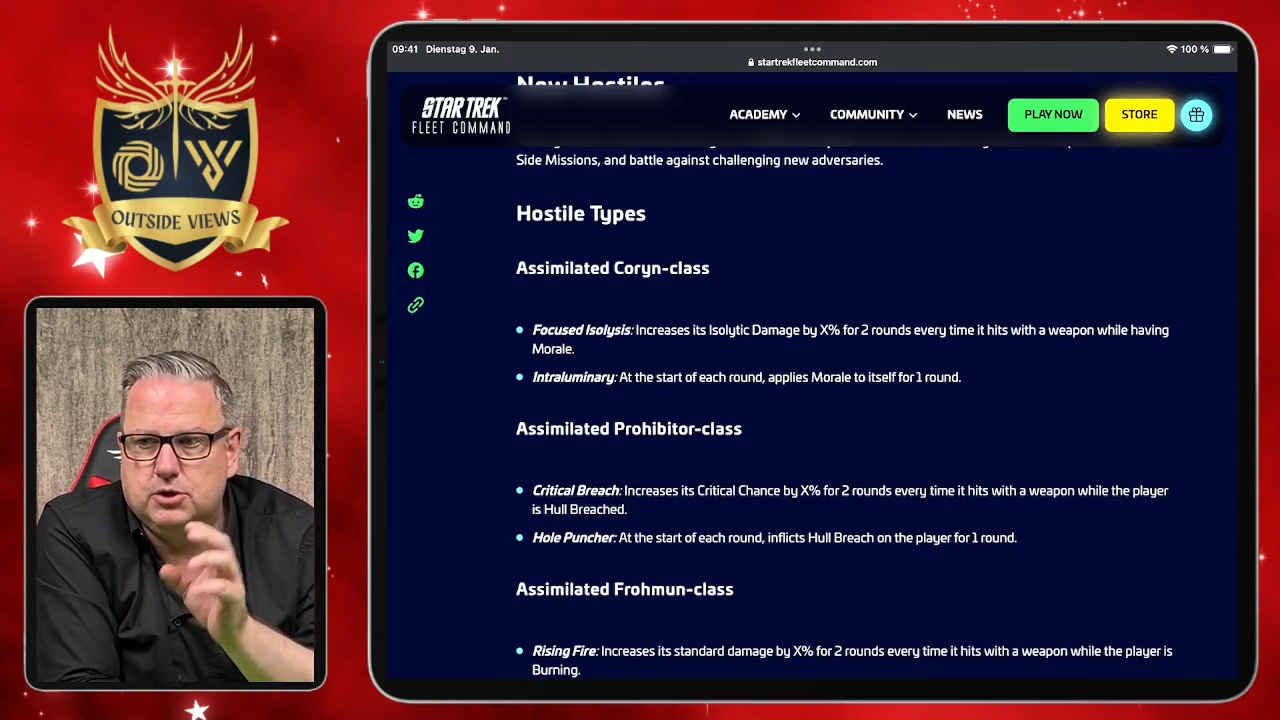 OUTSIDE VIEWS
09:41 Dienstag 9. Jan.
100 %
startrekfleetcommand.com
New Hostiles
STAR TREK
FLEET COMMAND
ACADEMY
COMMUNITY
NEWS
PLAY NOW
STORE
Side Missions, and battle against challenging new adversaries.
Hostile Types
Assimilated Coryn-class
Focused Isolysis: Increases its Isolytic Damage by X% for 2 rounds every time it hits with a weapon while having
Morale.
Intraluminary: At the start of each round, applies Morale to itself for 1 round.
Assimilated Prohibitor-class
Critical Breach: Increases its Critical Chance by X% for 2 rounds every time it hits with a weapon while the player
is Hull Breached.
Hole Puncher: At the start of each round, inflicts Hull Breach on the player for 1 round.
Assimilated Frohmun-class
Rising Fire: Increases its standard damage by X% for 2 rounds every time it hits with a weapon while the player is
Burning.